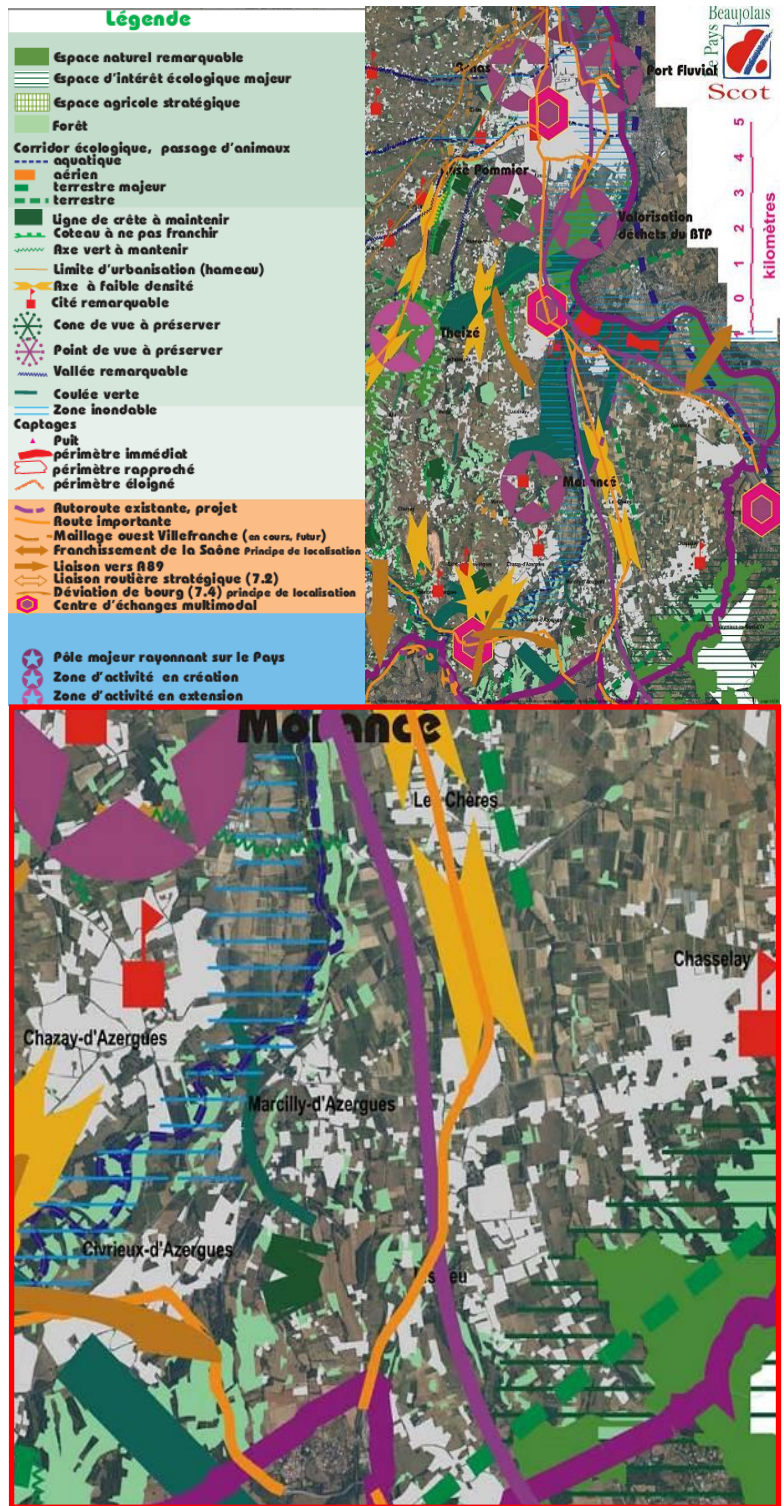 Légende
Espace naturel remarquable
Espace d'intérêt écologique majeur
Espace agricole stratégique
Forêt
Corridor écologique, passage d'animaux
aquatique
aérien
terrestre majeur
terrestre
Ligne de crête à maintenir
Coteau à ne pas franchir
Axe vert à mantenir
Limite d'urbanisation (hameau)
Axe à faible densité
Cité remarquable
Cone de vue à préserver
Point de vue à préserver
Vallée remarquable
Coulée verte
Zone inondable
Captages
Puit
périmètre immédiat
périmètre rapproché
périmètre éloigné
Autoroute existante, projet
Route importante
Maillage ouest Villefranche (en cours, futur)
Franchissement de la Saône Principe de localisation
Liaison vers A89
Liaison routière stratégique (7.2)
Déviation de bourg (7.4) principe de localisation
Centre d'échanges multimodal
Pôle majeur rayonnant sur le Pays
Zone d'activité en création
Zone d'activité en extension
Beaujolais
Pays
Scot
Port Fluvial
Pommier
Valorisation
déchets du BTP
Theizé
Morancé
5
4
3
2
1
0
1
kilomètres
Morancé
Les Chères
Chasselay
Chazay-d'Azergues
Marcilly-d'Azergues
Civrieux-d'Azergues